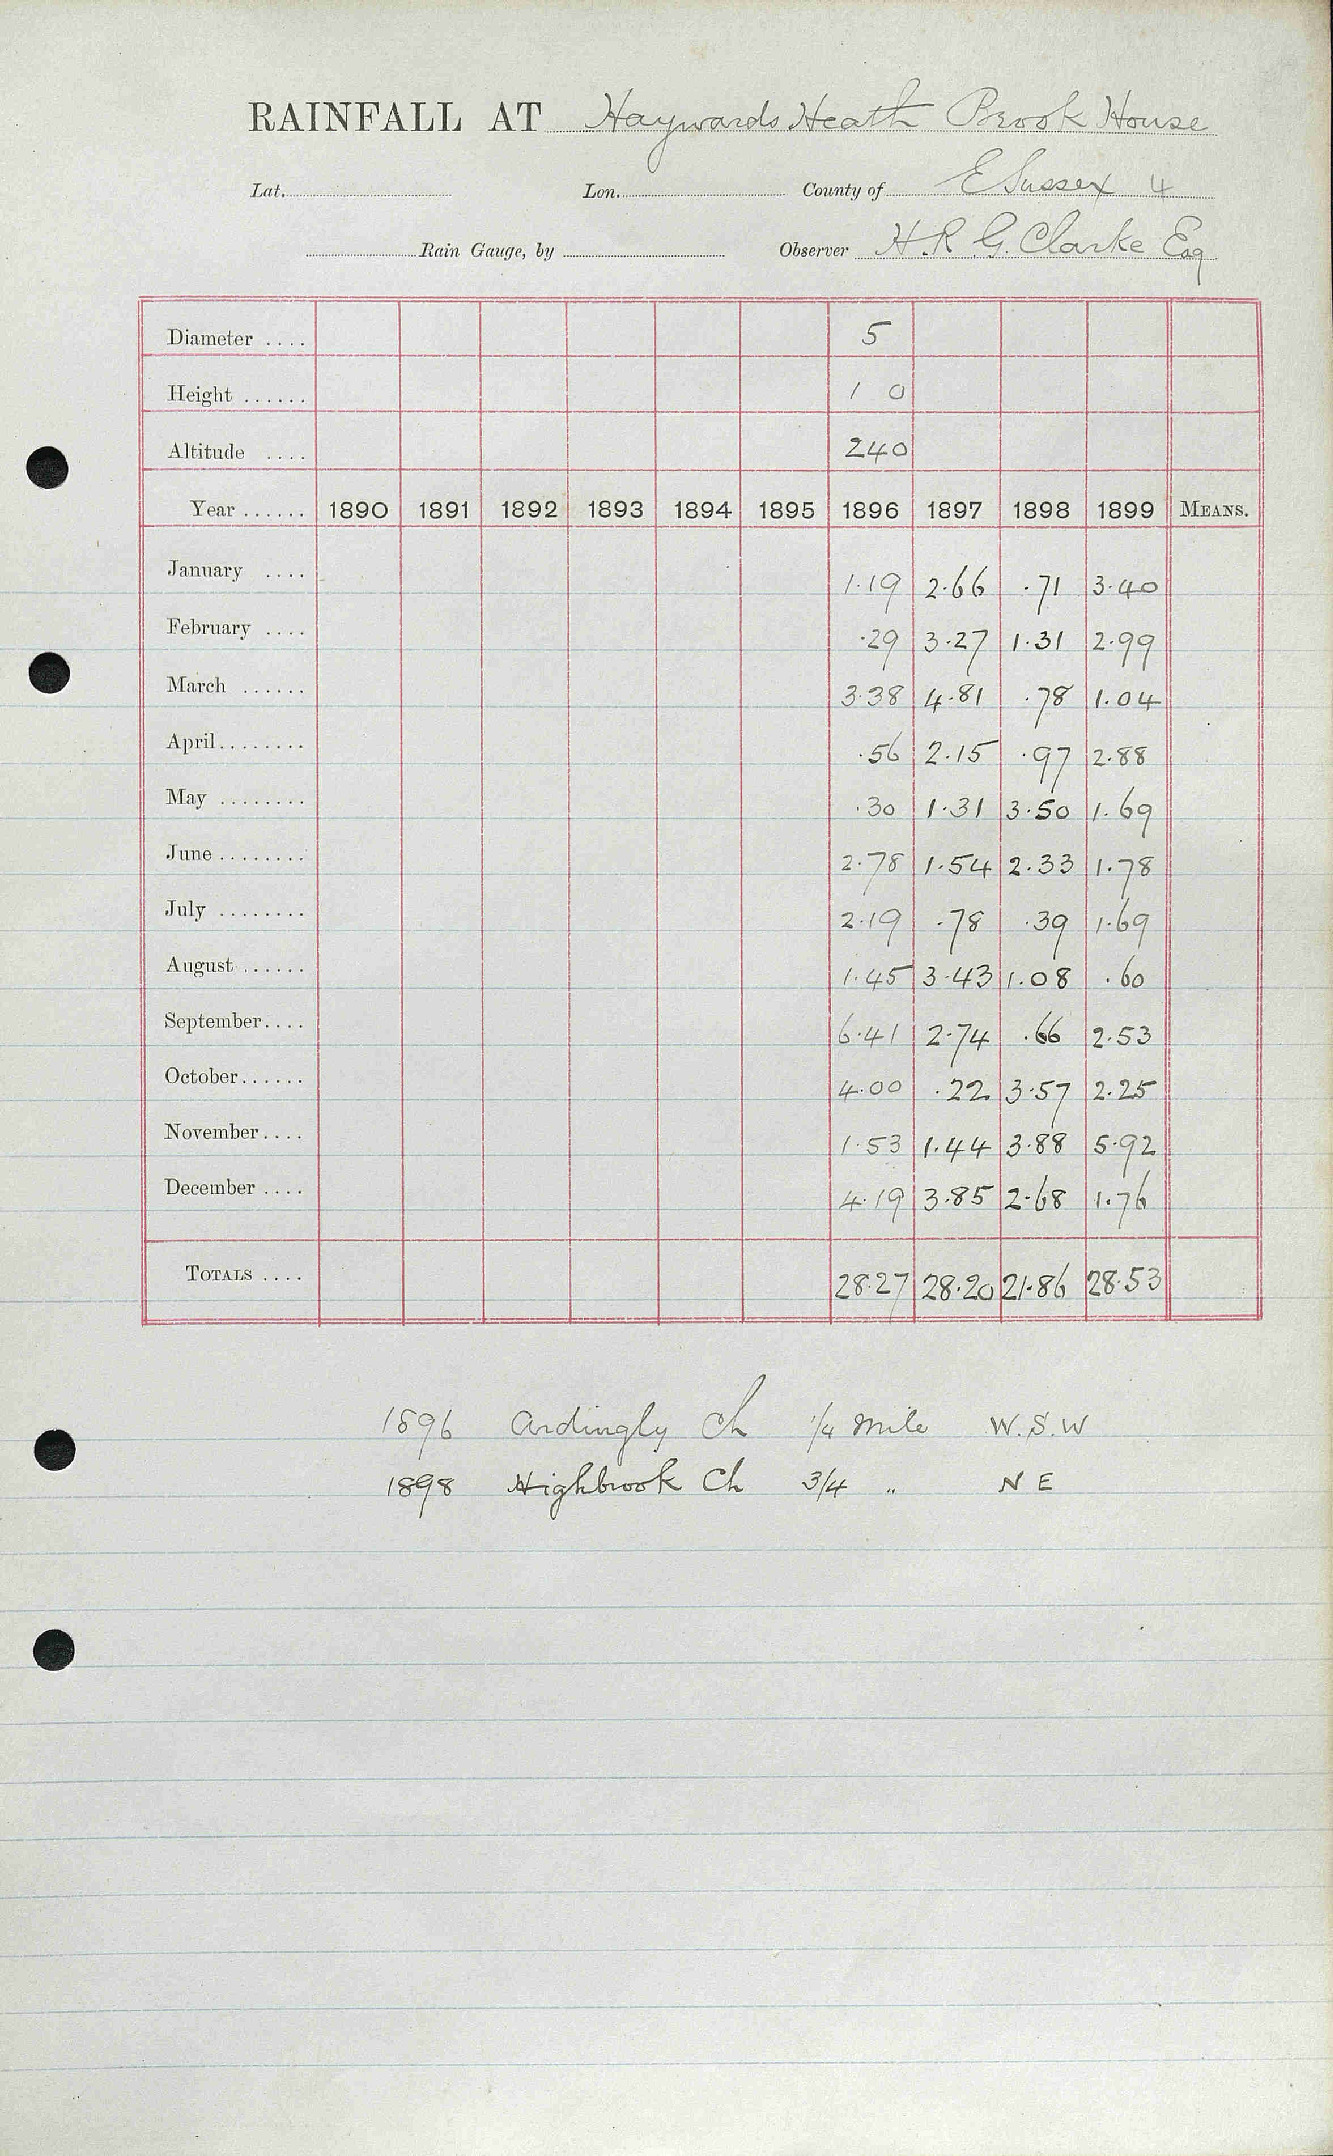 RAINFALL AT Haywards Heath Brook House
Lat. Lon. County of E Sussex 4
Rain Gauge, by Observer H. R. G. Clarke Esq
Diameter .... 5
Height ...... 1 0
Altitude .... 240
Year ...... 1890 1891 1892 1893 1894 1895 1896 1897 1898 1899 MEANS.
January .... 1.19 2.66 .71 3.40
February .... .29 3.27 1.31 2.99
March ...... 3.38 4.81 .78 1.04
April........ .56 2.15 .97 2.88
May ........ .30 1.31 3.50 1.69
June ........ 2.78 1.54 2.33 1.78
July ........ 2.19 .78 .39 1.69
August ...... 1.45 3.43 1.08 .60
September.... 6.41 2.74 .66 2.53
October...... 4.00 .22 3.57 2.25
November.... 1.53 1.44 3.88 5.92
December .... 4.19 3.85 2.68 1.76
TOTALS .... 28.27 28.20 21.86 28.53
1896 Ardingly Ch 1/4 mile W.S.W
1898 Highbrook Ch 3/4 " N E